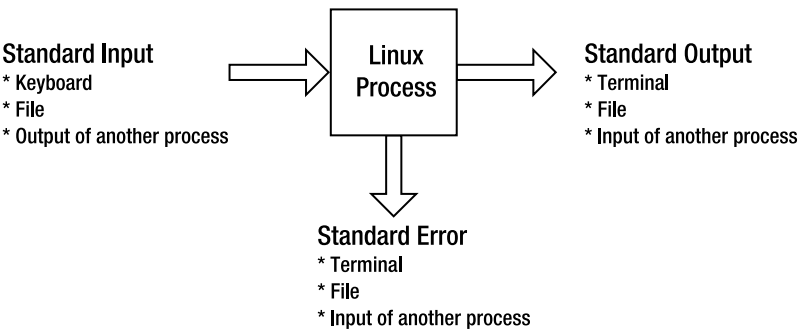 Standard Input
* Keyboard
* File
* Output of another process
Linux
Process
Standard Output
* Terminal
* File
* Input of another process
Standard Error
* Terminal
* File
* Input of another process